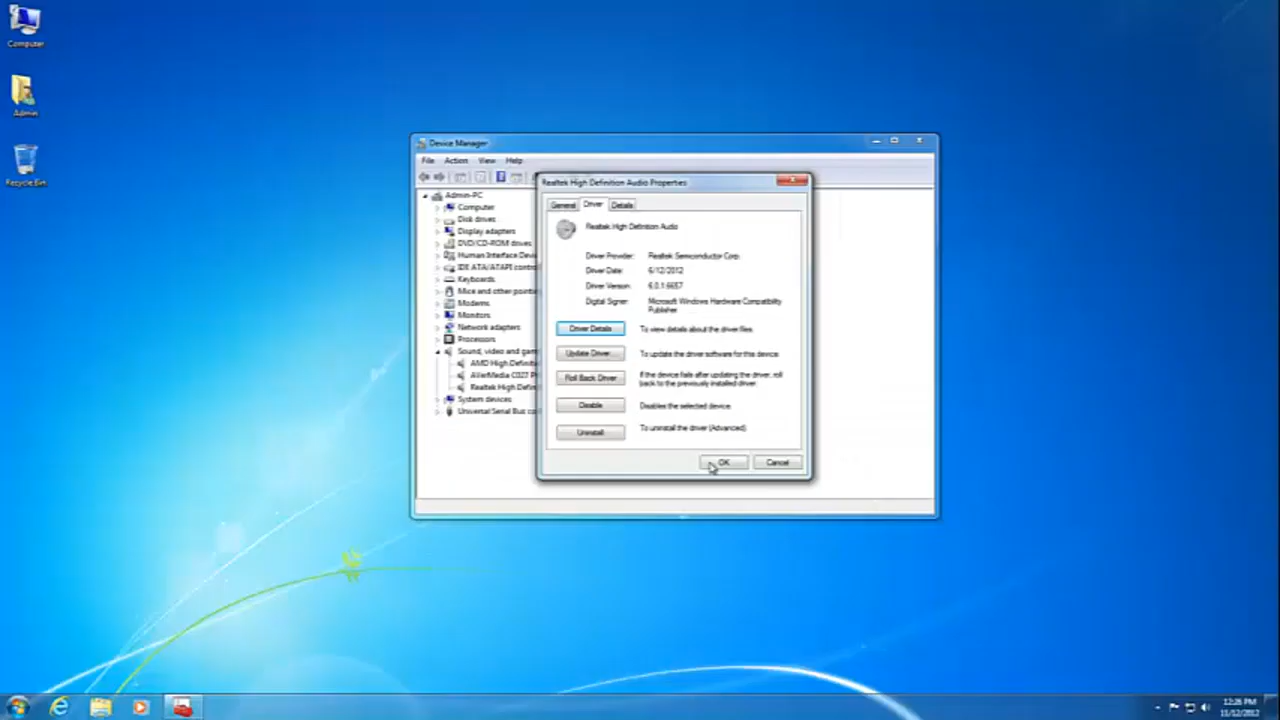 Computer
Admin
Recycle Bin
Device Manager
File Action View Help
Admin-PC
Computer
Disk drives
Display adapters
DVD/CD-ROM drives
Human Interface Devi
IDE ATA/ATAPI contro
Keyboards
Mice and other pointin
Modems
Monitors
Network adapters
Processors
Sound, video and gam
AMD High Definit
Realtek High Defin
System devices
Universal Serial Bus co
Realtek High Definition Audio Properties
General Driver Details
Realtek High Definition Audio
Driver Provider: Realtek Semiconductor Corp.
Driver Date: 6/12/2012
Driver Version: 6.0.1.6657
Digital Signer: Microsoft Windows Hardware Compatibility
Publisher
Driver Details To view details about the driver files.
Update Driver... To update the driver software for this device.
Roll Back Driver If the device fails after updating the driver, roll
back to the previously installed driver.
Disable Disables the selected device.
Uninstall To uninstall the driver (Advanced).
OK Cancel
12:26 PM
11/12/2012